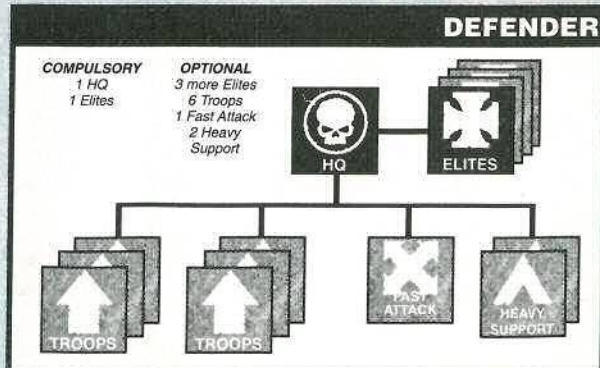 DEFENDER
COMPULSORY
1 HQ
1 Elites
OPTIONAL
3 more Elites
6 Troops
1 Fast Attack
2 Heavy
Support
HQ
ELITES
TROOPS
TROOPS
FAST
ATTACK
HEAVY
SUPPORT